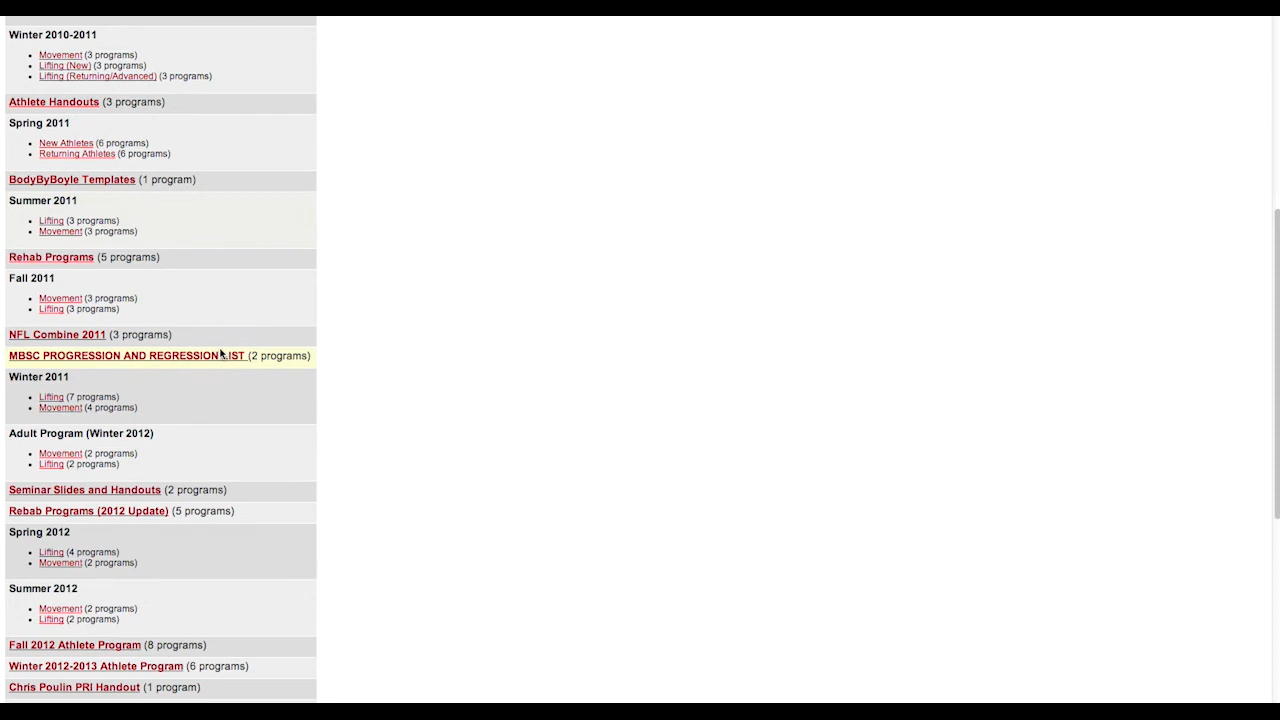 Winter 2010-2011
Movement (3 programs)
Lifting (New) (3 programs)
Lifting (Returning/Advanced) (3 programs)
Athlete Handouts (3 programs)
Spring 2011
New Athletes (6 programs)
Returning Athletes (6 programs)
BodyByBoyle Templates (1 program)
Summer 2011
Lifting (3 programs)
Movement (3 programs)
Rehab Programs (5 programs)
Fall 2011
Movement (3 programs)
Lifting (3 programs)
NFL Combine 2011 (3 programs)
MBSC PROGRESSION AND REGRESSION LIST (2 programs)
Winter 2011
Lifting (7 programs)
Movement (4 programs)
Adult Program (Winter 2012)
Movement (2 programs)
Lifting (2 programs)
Seminar Slides and Handouts (2 programs)
Rebab Programs (2012 Update) (5 programs)
Spring 2012
Lifting (4 programs)
Movement (2 programs)
Summer 2012
Movement (2 programs)
Lifting (2 programs)
Fall 2012 Athlete Program (8 programs)
Winter 2012-2013 Athlete Program (6 programs)
Chris Poulin PRI Handout (1 program)